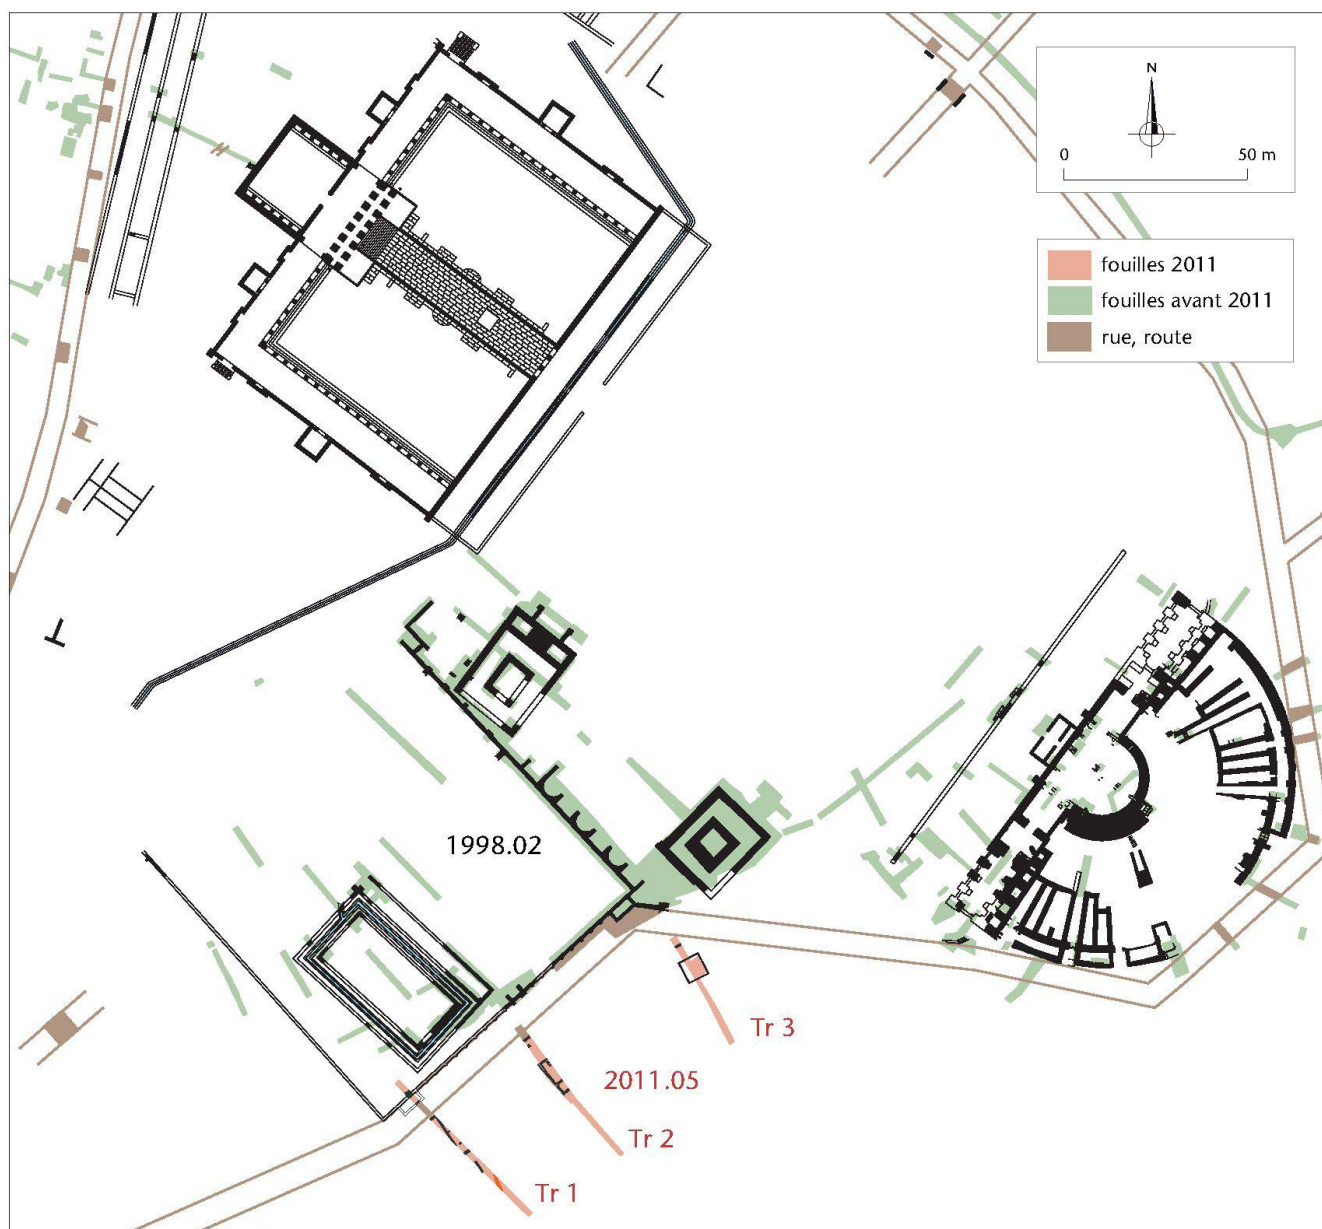 N
0 50 m
fouilles 2011
fouilles avant 2011
rue, route
1998.02
Tr 3
2011.05
Tr 2
Tr 1